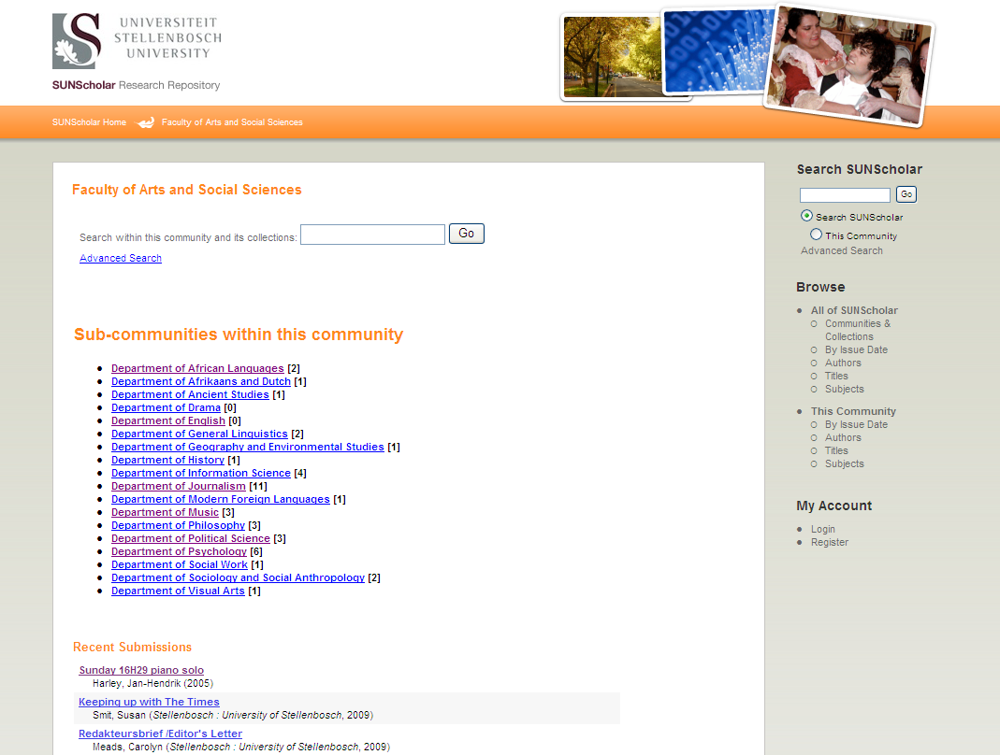 UNIVERSITEIT
STELLENBOSCH
UNIVERSITY
SUNScholar Research Repository
SUNScholar Home Faculty of Arts and Social Sciences
Faculty of Arts and Social Sciences
Search within this community and its collections: Go
Advanced Search
Sub-communities within this community
Department of African Languages [2]
Department of Afrikaans and Dutch [1]
Department of Ancient Studies [1]
Department of Drama [0]
Department of English [0]
Department of General Linguistics [2]
Department of Geography and Environmental Studies [1]
Department of History [1]
Department of Information Science [4]
Department of Journalism [11]
Department of Modern Foreign Languages [1]
Department of Music [3]
Department of Philosophy [3]
Department of Political Science [3]
Department of Psychology [6]
Department of Social Work [1]
Department of Sociology and Social Anthropology [2]
Department of Visual Arts [1]
Recent Submissions
Sunday 16H29 piano solo
Harley, Jan-Hendrik (2005)
Keeping up with The Times
Smit, Susan (Stellenbosch : University of Stellenbosch, 2009)
Redakteursbrief /Editor's Letter
Meads, Carolyn (Stellenbosch : University of Stellenbosch, 2009)
Search SUNScholar
Go
Search SUNScholar
This Community
Advanced Search
Browse
All of SUNScholar
Communities &
Collections
By Issue Date
Authors
Titles
Subjects
This Community
By Issue Date
Authors
Titles
Subjects
My Account
Login
Register